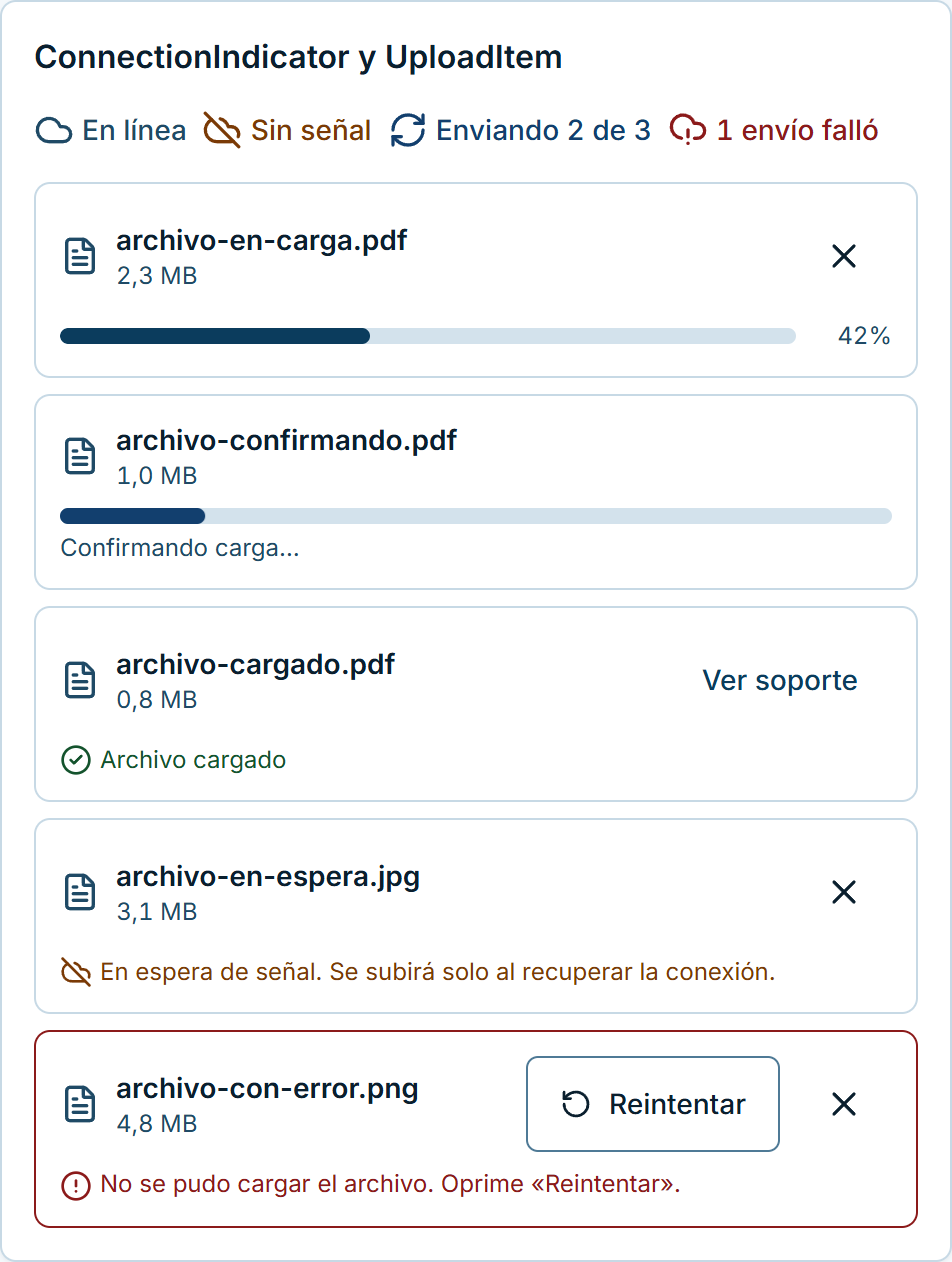 ConnectionIndicator y UploadItem
En línea Sin señal Enviando 2 de 3 1 envío falló
archivo-en-carga.pdf
2,3 MB
42%
archivo-confirmando.pdf
1,0 MB
Confirmando carga...
archivo-cargado.pdf
0,8 MB
Ver soporte
Archivo cargado
archivo-en-espera.jpg
3,1 MB
En espera de señal. Se subirá solo al recuperar la conexión.
archivo-con-error.png
4,8 MB
Reintentar
No se pudo cargar el archivo. Oprime «Reintentar».